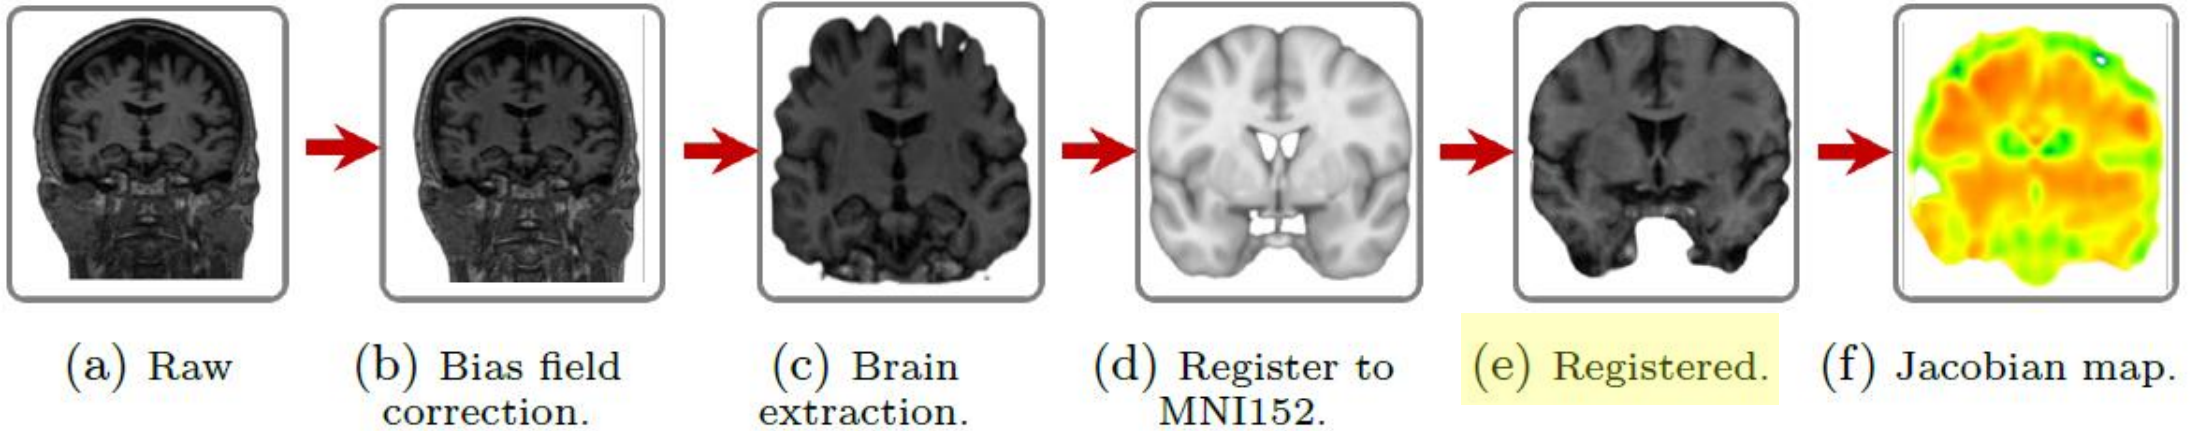 (a) Raw
(b) Bias field
correction.
(c) Brain
extraction.
(d) Register to
MNI152.
(e) Registered.
(f) Jacobian map.